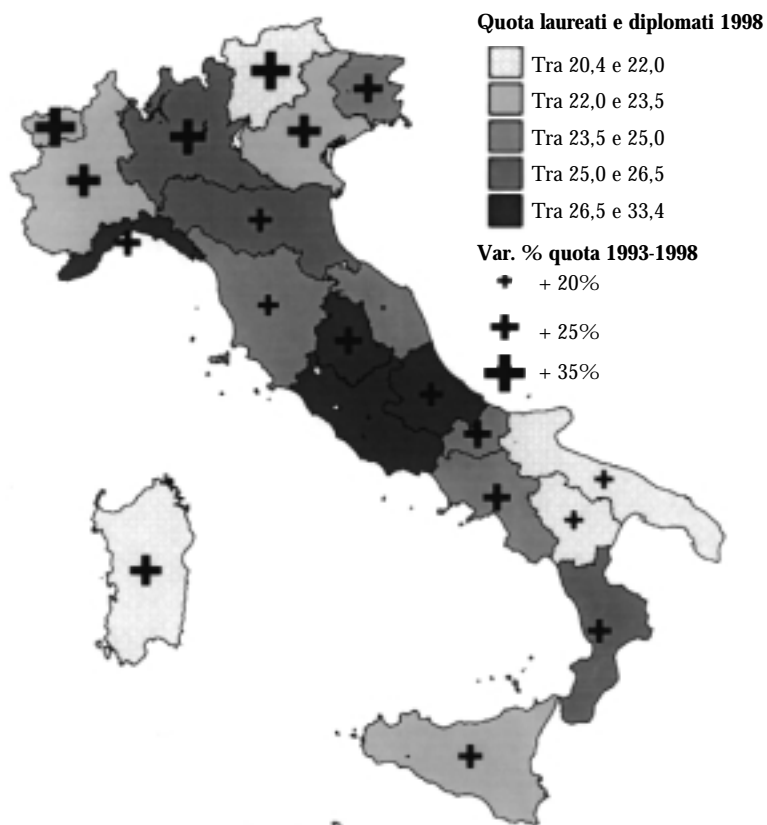 Quota laureati e diplomati 1998
Tra 20,4 e 22,0
Tra 22,0 e 23,5
Tra 23,5 e 25,0
Tra 25,0 e 26,5
Tra 26,5 e 33,4
Var. % quota 1993-1998
+ 20%
+ 25%
+ 35%